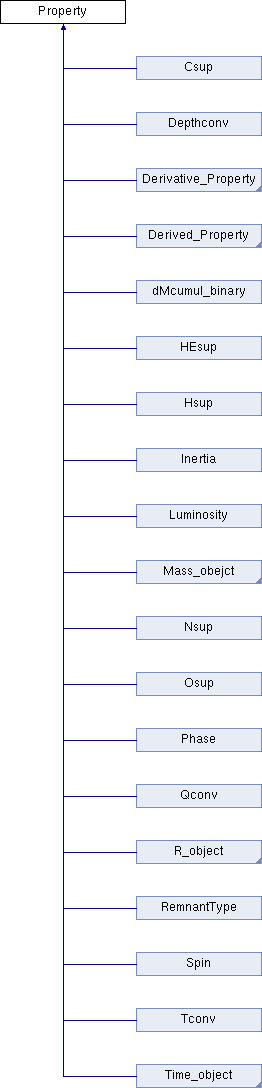 Property
Csup
Depthconv
Derivative_Property
Derived_Property
dMcumul_binary
HEsup
Hsup
Inertia
Luminosity
Mass_obejct
Nsup
Osup
Phase
Qconv
R_object
RemnantType
Spin
Tconv
Time_object